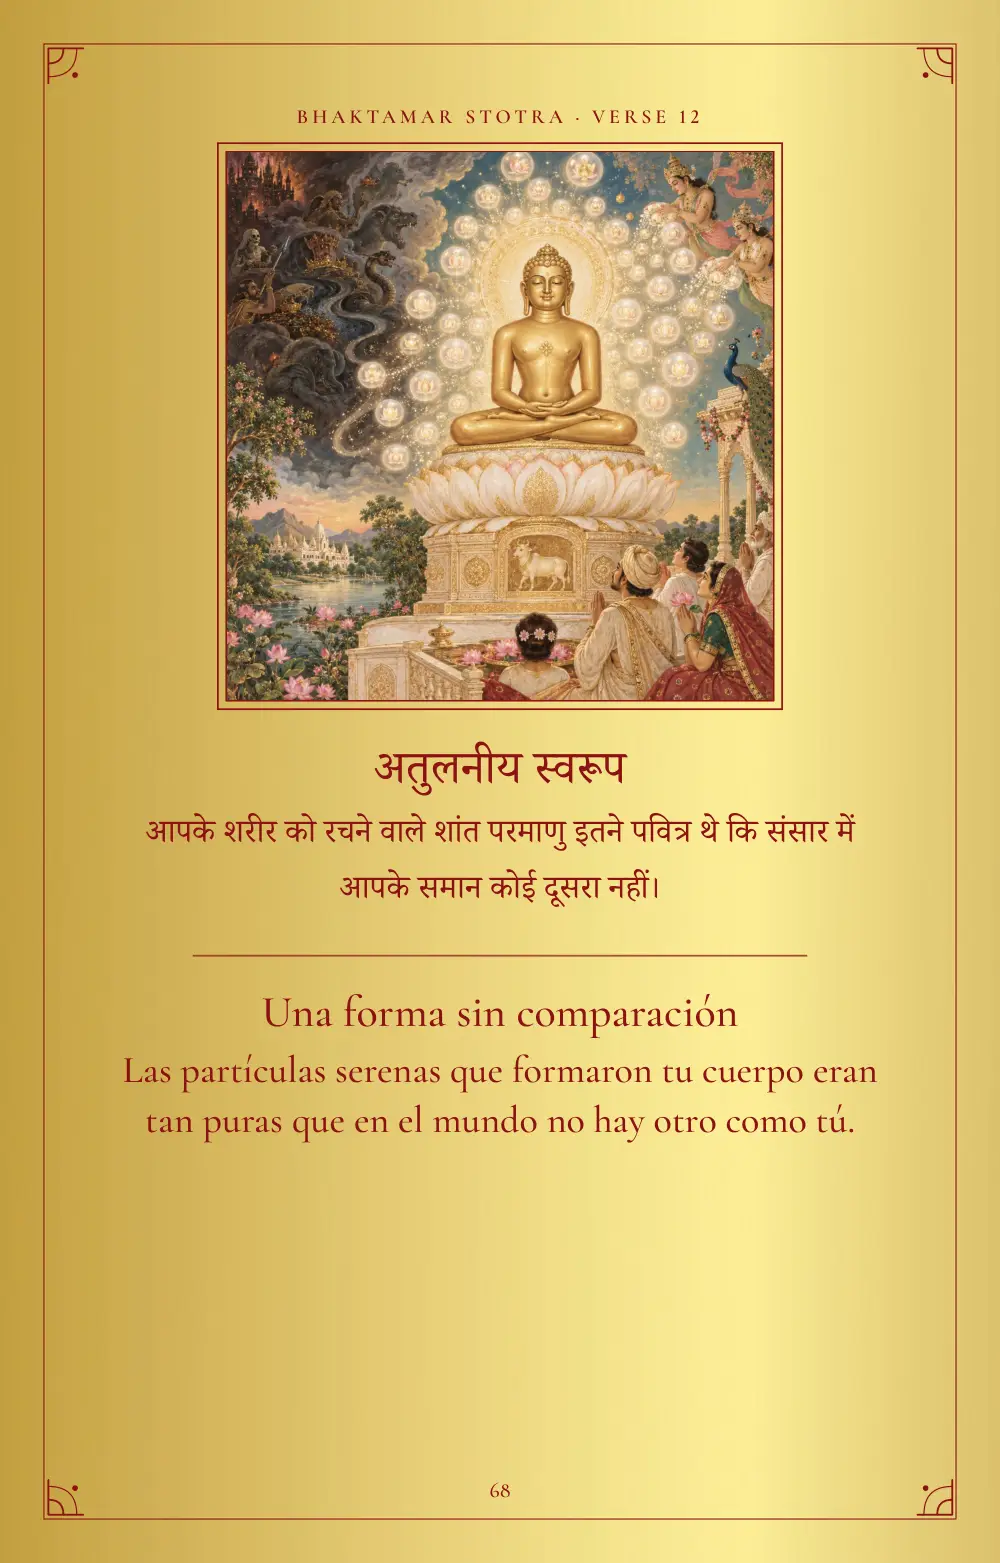 BHAKTAMAR STOTRA · VERSE 12
अतुलनीय स्वरूप
आपके शरीर को रचने वाले शांत परमाणु इतने पवित्र थे कि संसार में
आपके समान कोई दूसरा नहीं।
Una forma sin comparación
Las partículas serenas que formaron tu cuerpo eran
tan puras que en el mundo no hay otro como tú.
68